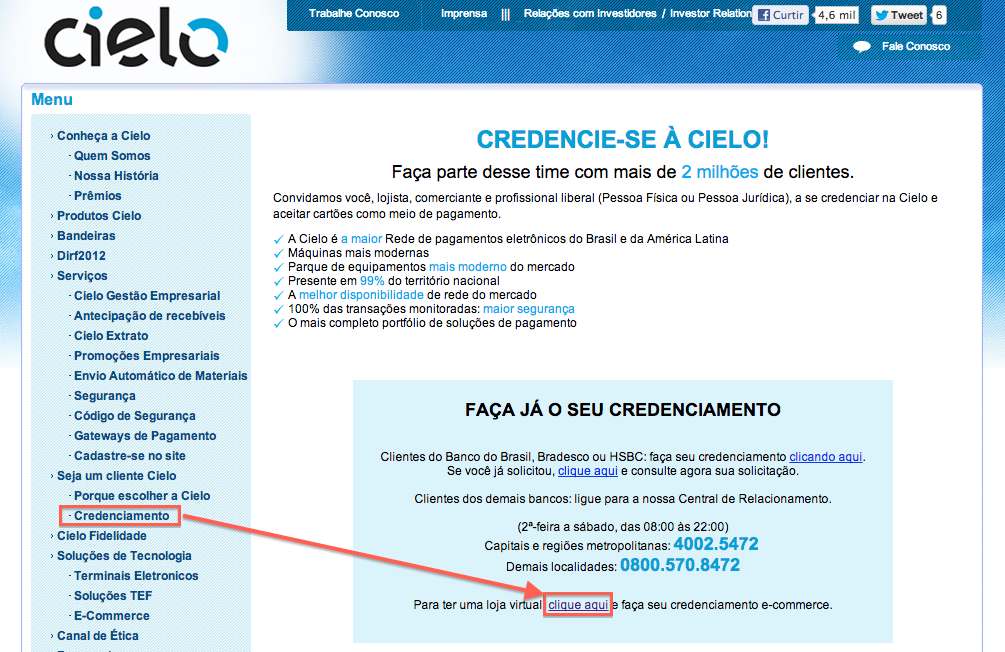 cielo
Trabalhe Conosco
Imprensa
|||
Relações com Investidores / Investor Relation
Curtir
4,6 mil
Tweet
6
Fale Conosco
Menu
› Conheça a Cielo
· Quem Somos
· Nossa História
· Prêmios
› Produtos Cielo
› Bandeiras
› Dirf2012
› Serviços
· Cielo Gestão Empresarial
· Antecipação de recebíveis
· Cielo Extrato
· Promoções Empresariais
· Envio Automático de Materiais
· Segurança
· Código de Segurança
· Gateways de Pagamento
· Cadastre-se no site
› Seja um cliente Cielo
· Porque escolher a Cielo
· Credenciamento
› Cielo Fidelidade
› Soluções de Tecnologia
· Terminais Eletronicos
· Soluções TEF
· E-Commerce
› Canal de Ética
CREDENCIE-SE À CIELO!
Faça parte desse time com mais de 2 milhões de clientes.
Convidamos você, lojista, comerciante e profissional liberal (Pessoa Física ou Pessoa Jurídica), a se credenciar na Cielo e
aceitar cartões como meio de pagamento.
✓ A Cielo é a maior Rede de pagamentos eletrônicos do Brasil e da América Latina
✓ Máquinas mais modernas
✓ Parque de equipamentos mais moderno do mercado
✓ Presente em 99% do território nacional
✓ A melhor disponibilidade de rede do mercado
✓ 100% das transações monitoradas: maior segurança
✓ O mais completo portfólio de soluções de pagamento
FAÇA JÁ O SEU CREDENCIAMENTO
Clientes do Banco do Brasil, Bradesco ou HSBC: faça seu credenciamento clicando aqui.
Se você já solicitou, clique aqui e consulte agora sua solicitação.
Clientes dos demais bancos: ligue para a nossa Central de Relacionamento.
(2ª-feira a sábado, das 08:00 às 22:00)
Capitais e regiões metropolitanas: 4002.5472
Demais localidades: 0800.570.8472
Para ter uma loja virtual clique aqui e faça seu credenciamento e-commerce.